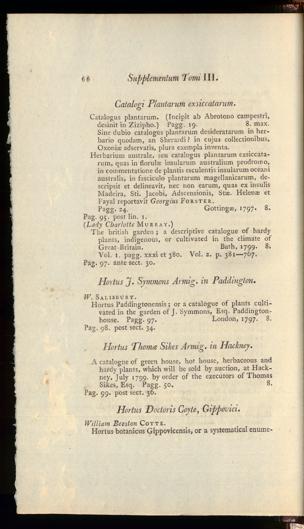 66 Supplementum Tomi III.
Catalogi Plantarum exsiccatarum.
Catalogus plantarum. (Incipit ab Abrotono campestri,
desinit in Zizipho.) Pagg. 19. 8. max.
Sine dubio catalogus plantarum desideratarum in her-
bario quodam, an Sherardi? in cujus collectionibus,
Oxoniæ adservatis, plura exempla inventa.
Herbarium australe, seu catalogus plantarum exsiccata-
rum, quas in florulæ insularum australium prodromo,
in commentatione de plantis esculentis insularum oceani
australis, in fasciculo plantarum magellanicarum, de-
scripsit et delineavit, nec non earum, quas ex insulis
Madeira, Sti. Jacobi, Adscensionis, Stæ. Helenæ et
Fayal reportavit Georgius FORSTER.
Pagg. 24. Gottingæ, 1797. 8.
Pag. 95. post lin. 1.
(Lady Charlotte MURRAY.)
The british garden; a descriptive catalogue of hardy
plants, indigenous, or cultivated in the climate of
Great-Britain. Bath, 1799. 8.
Vol. 1. pagg. xxxi et 380. Vol. 2. p. 381—767.
Pag. 97. ante sect. 30.
Hortus J. Symmons Armig. in Paddington.
W. SALISBURY.
Hortus Paddingtonensis; or a catalogue of plants culti-
vated in the garden of J. Symmons, Esq. Paddington-
house. Pagg. 97. London, 1797. 8.
Pag. 98. post sect. 34.
Hortus Thomæ Sikes Armig. in Hackney.
A catalogue of green house, hot house, herbaceous and
hardy plants, which will be sold by auction, at Hack-
ney, July 1799, by order of the executors of Thomas
Sikes, Esq. Pagg. 50. 8.
Pag. 99. post sect. 36.
Hortus Doctoris Coyte, Gippovici.
William Beeston COYTE.
Hortus botanicus Gippovicensis, or a systematical enume-